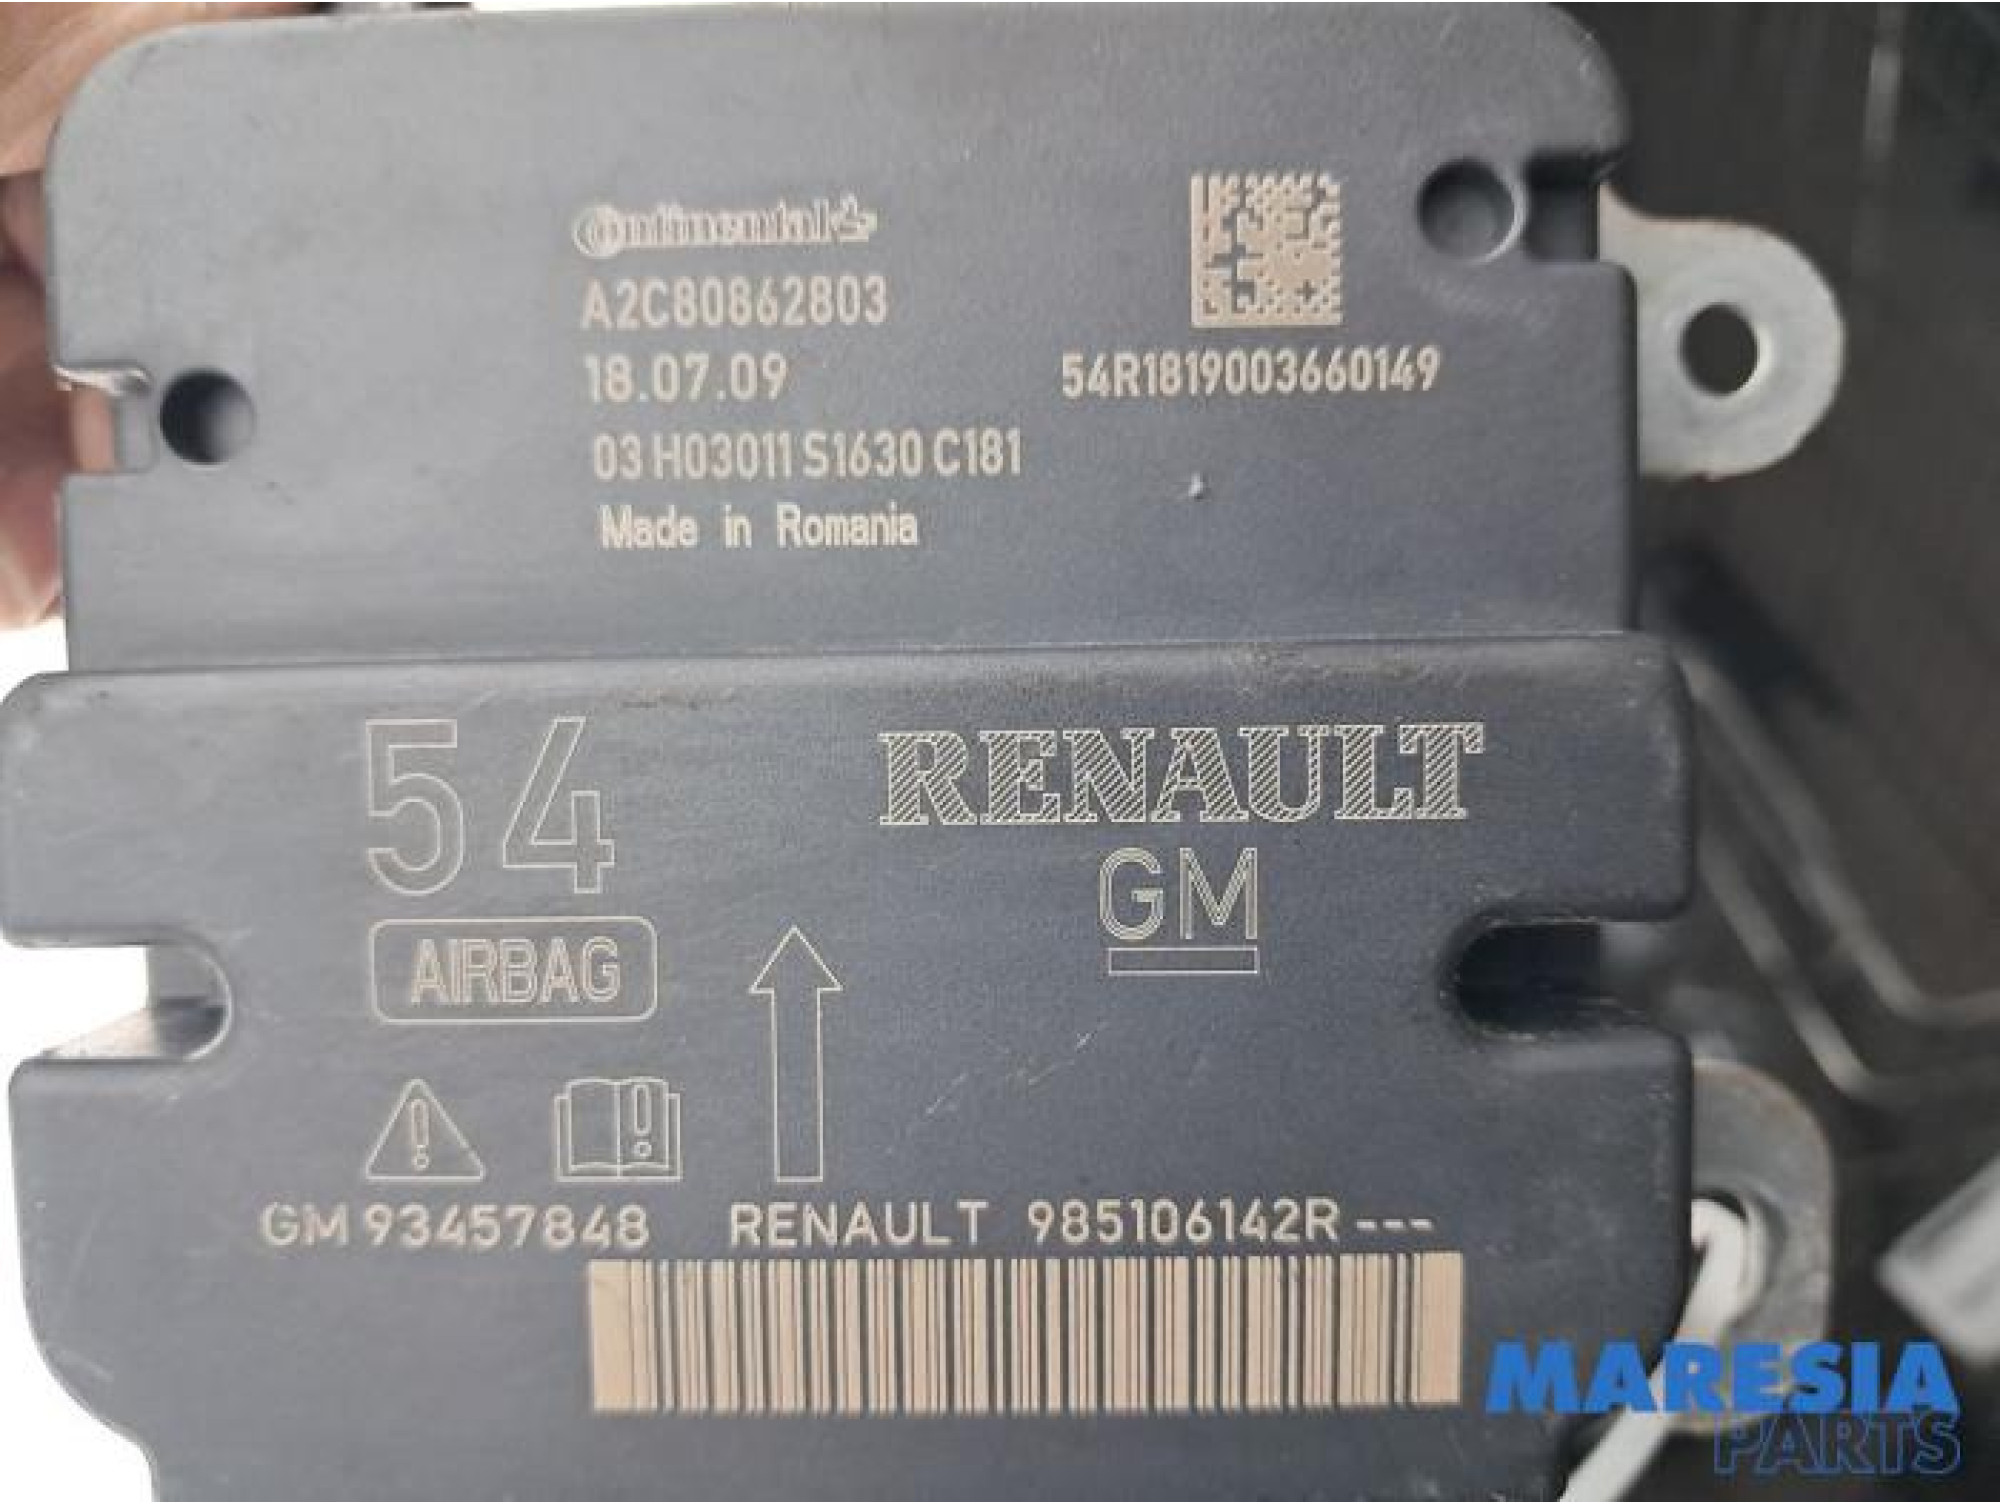 Continental
A2C80862803
18.07.09
54R1819003660149
03 H03011 S1630 C181
Made in Romania
54
RENAULT
GM
AIRBAG
GM 93457848
RENAULT 985106142R---
MARESIA
PARTS